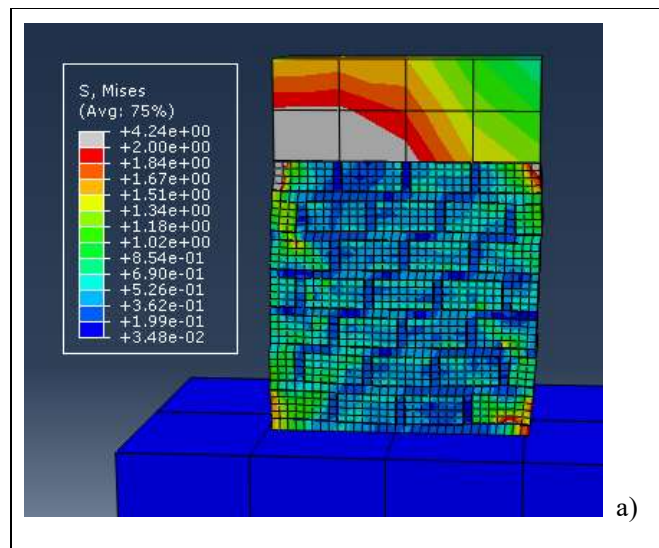 S, Mises
(Avg: 75%)
+4.24e+00
+2.00e+00
+1.84e+00
+1.67e+00
+1.51e+00
+1.34e+00
+1.18e+00
+1.02e+00
+8.54e-01
+6.90e-01
+5.26e-01
+3.62e-01
+1.99e-01
+3.48e-02
a)